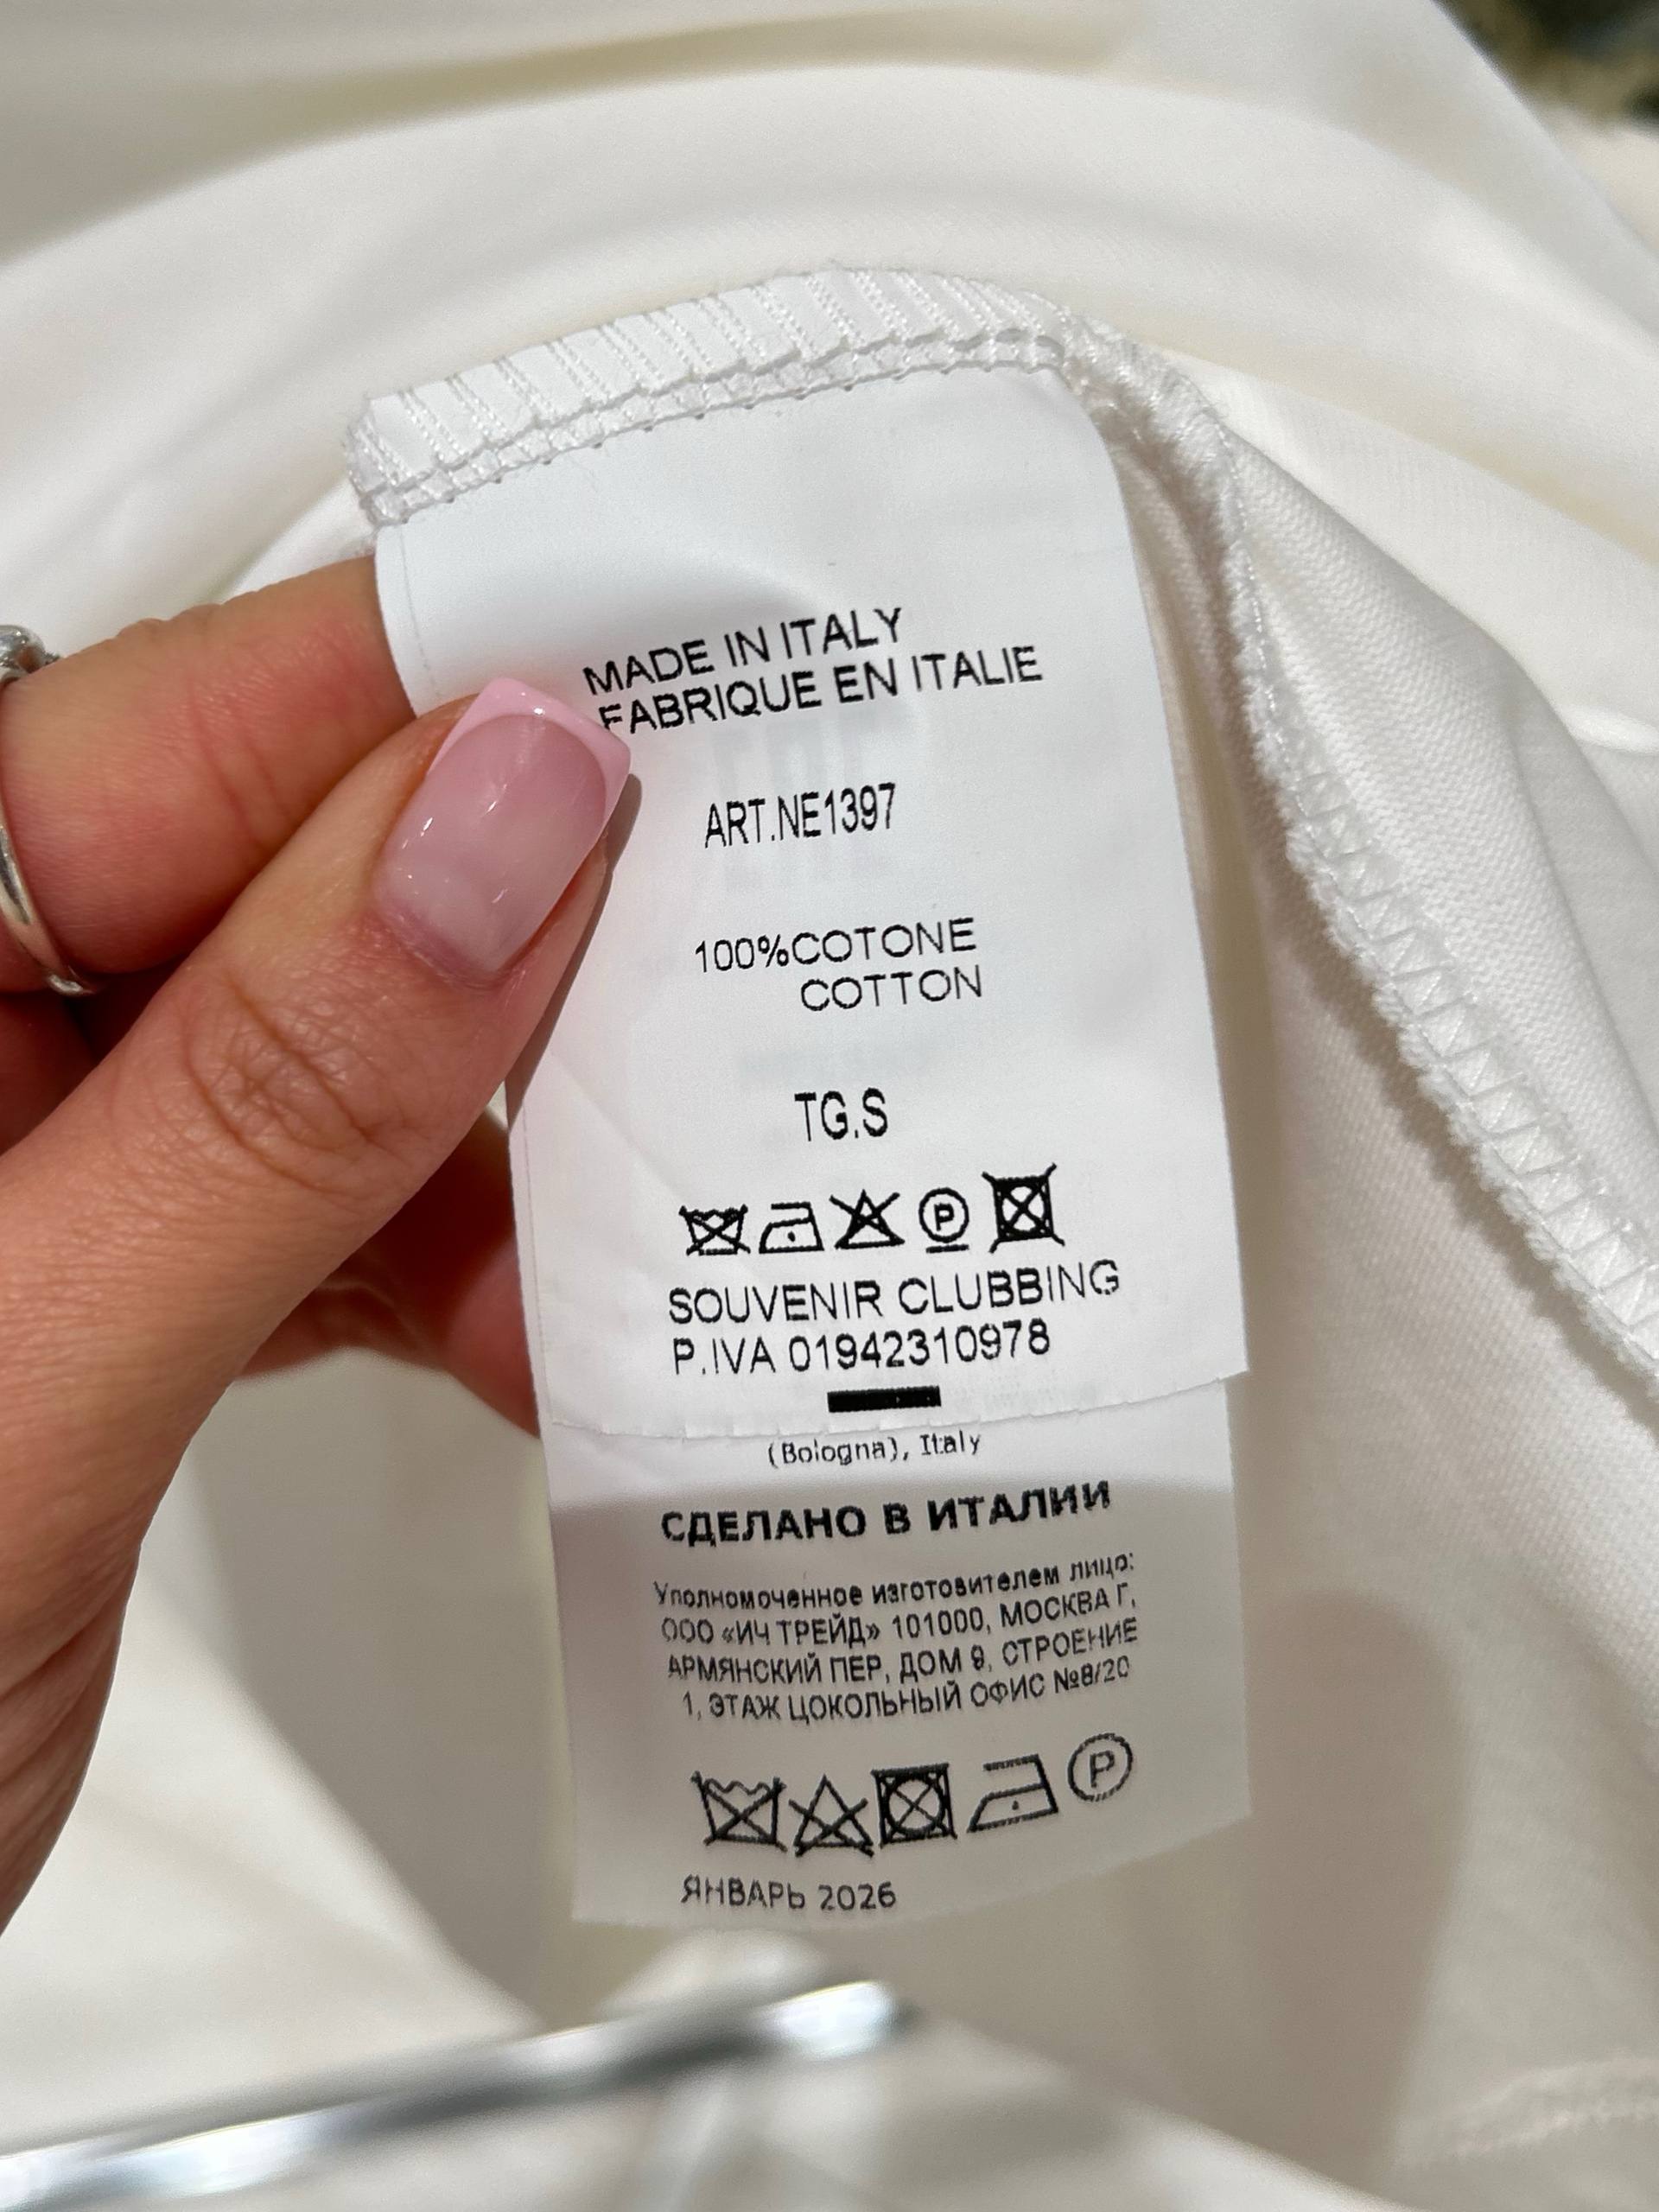 MADE IN ITALY
FABRIQUE EN ITALIE
ART.NE1397
100%COTONE
COTTON
TG.S
P
SOUVENIR CLUBBING
P.IVA 01942310978
(Bologna), Italy
СДЕЛАНО В ИТАЛИИ
Уполномоченное изготовителем лицо:
ООО «ИЧ ТРЕЙД» 101000, МОСКВА Г,
АРМЯНСКИЙ ПЕР, ДОМ 9, СТРОЕНИЕ
1, ЭТАЖ ЦОКОЛЬНЫЙ ОФИС №8/20
P
ЯНВАРЬ 2026